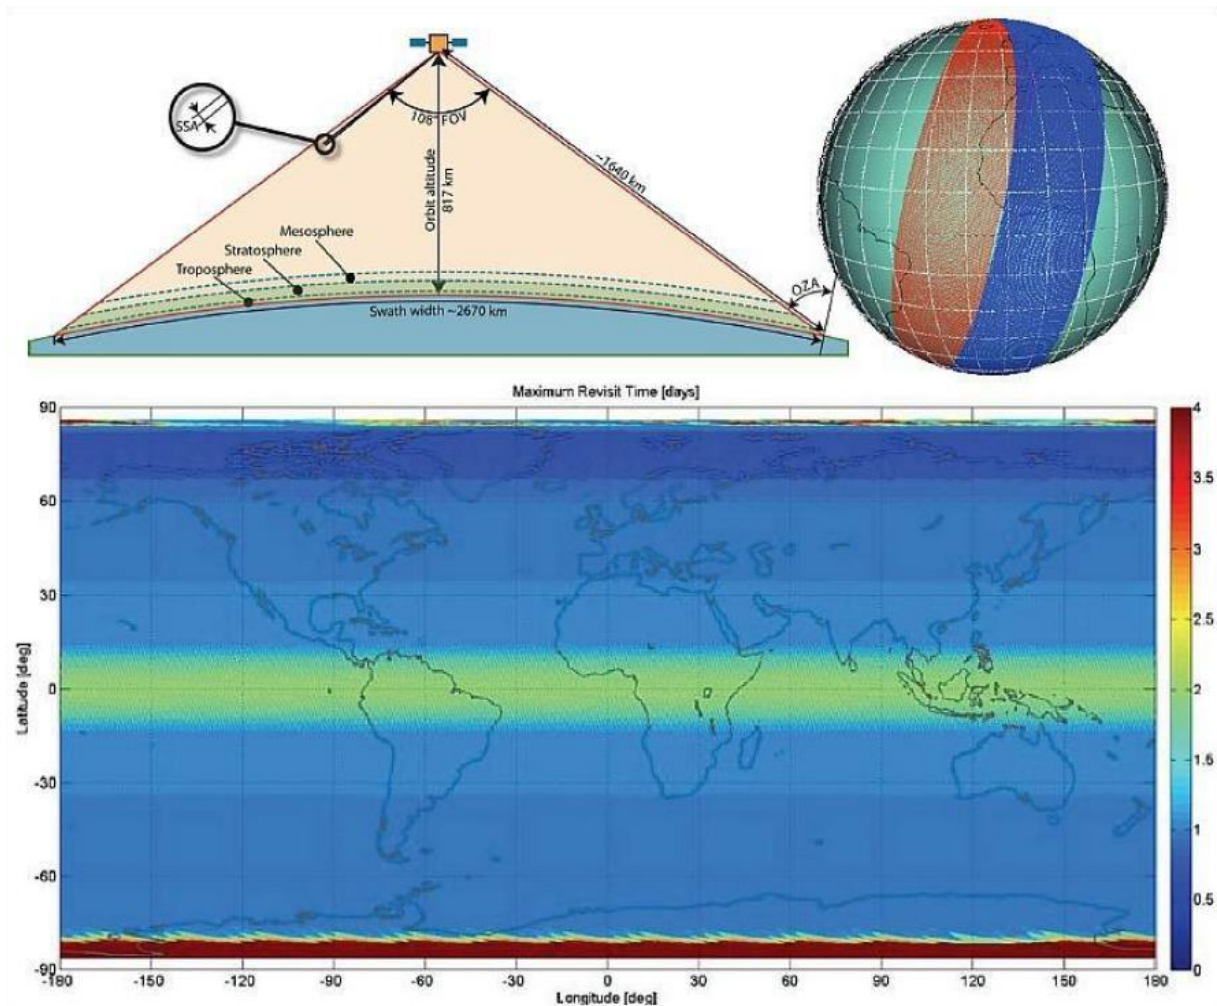 SSA
108° FOV
Orbit altitude
817 km
~1640 km
Mesosphere
Stratosphere
Troposphere
OZA
Swath width ~2670 km
Maximum Revisit Time [days]
90
60
30
0
-30
-60
-90
Latitude [deg]
-180
-150
-120
-90
-60
-30
0
30
60
90
120
150
180
Longitude [deg]
4
3.5
3
2.5
2
1.5
1
0.5
0